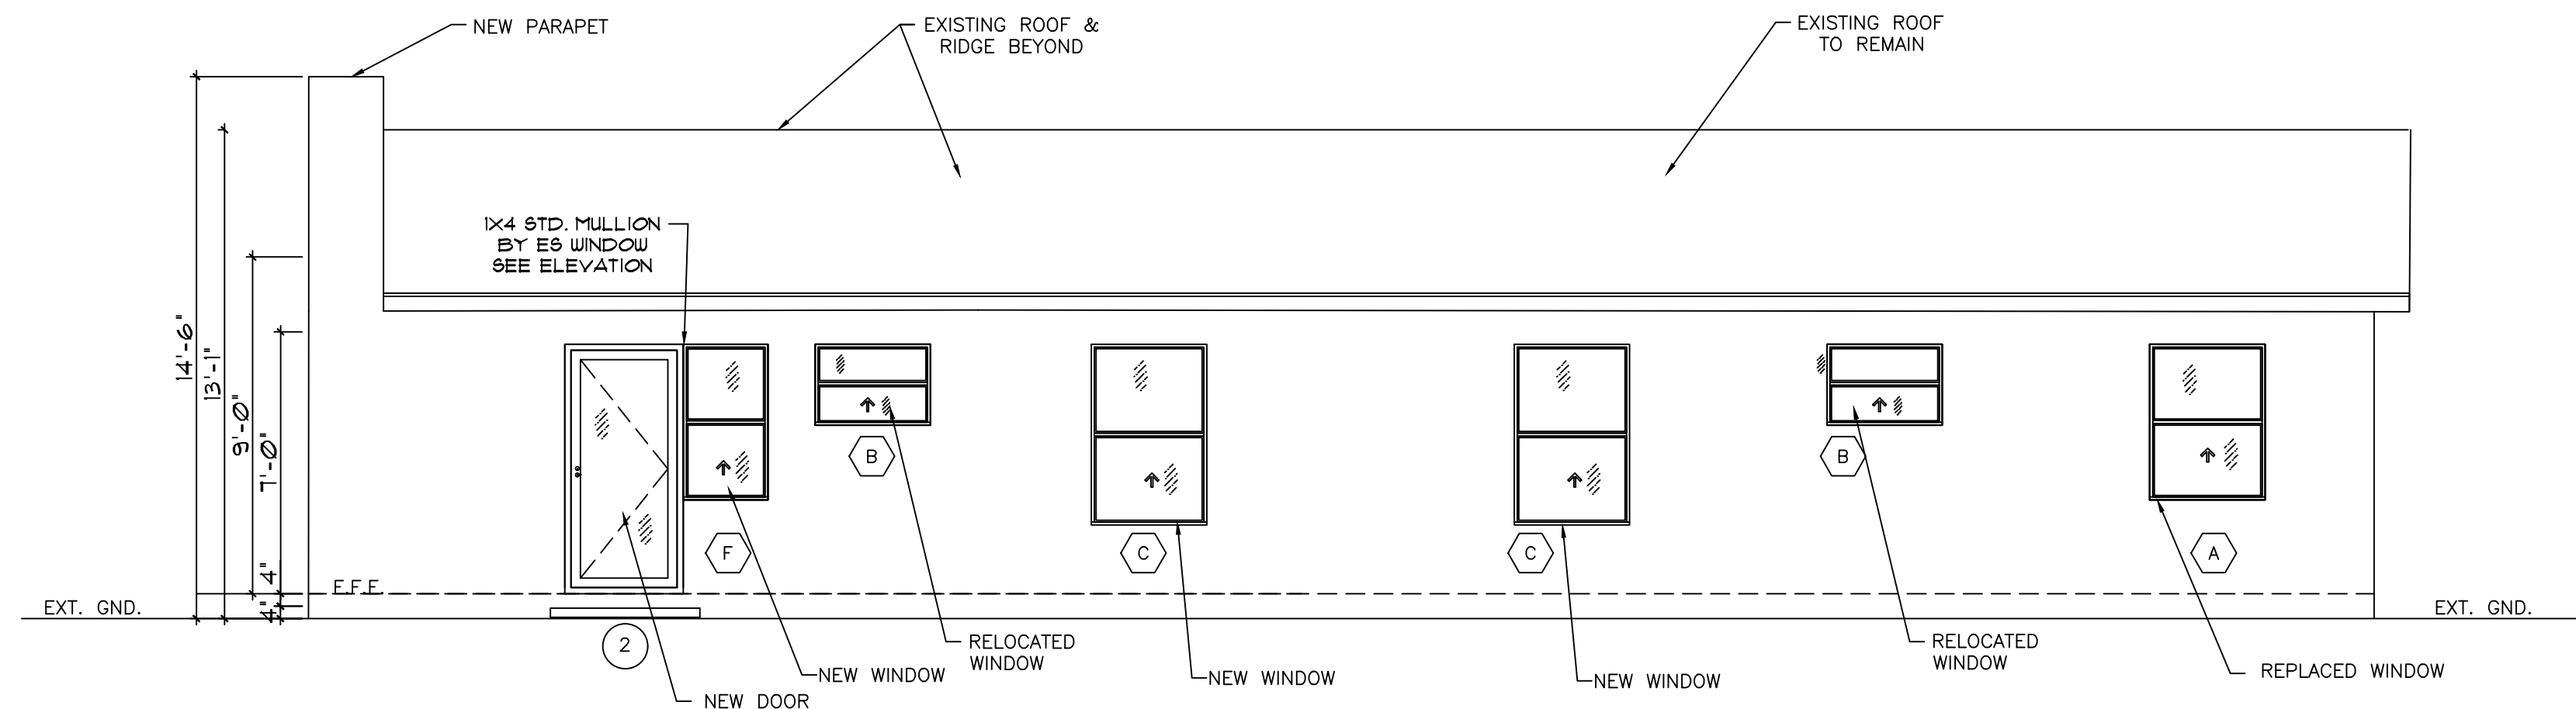 NEW PARAPET
EXISTING ROOF &
RIDGE BEYOND
EXISTING ROOF
TO REMAIN
1X4 STD. MULLION
BY ES WINDOW
SEE ELEVATION
14'-6"
13'-1"
9'-0"
7'-0"
4"
4"
F.F.E.
EXT. GND.
EXT. GND.
F
B
C
C
B
A
2
RELOCATED
WINDOW
NEW WINDOW
NEW DOOR
NEW WINDOW
NEW WINDOW
RELOCATED
WINDOW
REPLACED WINDOW